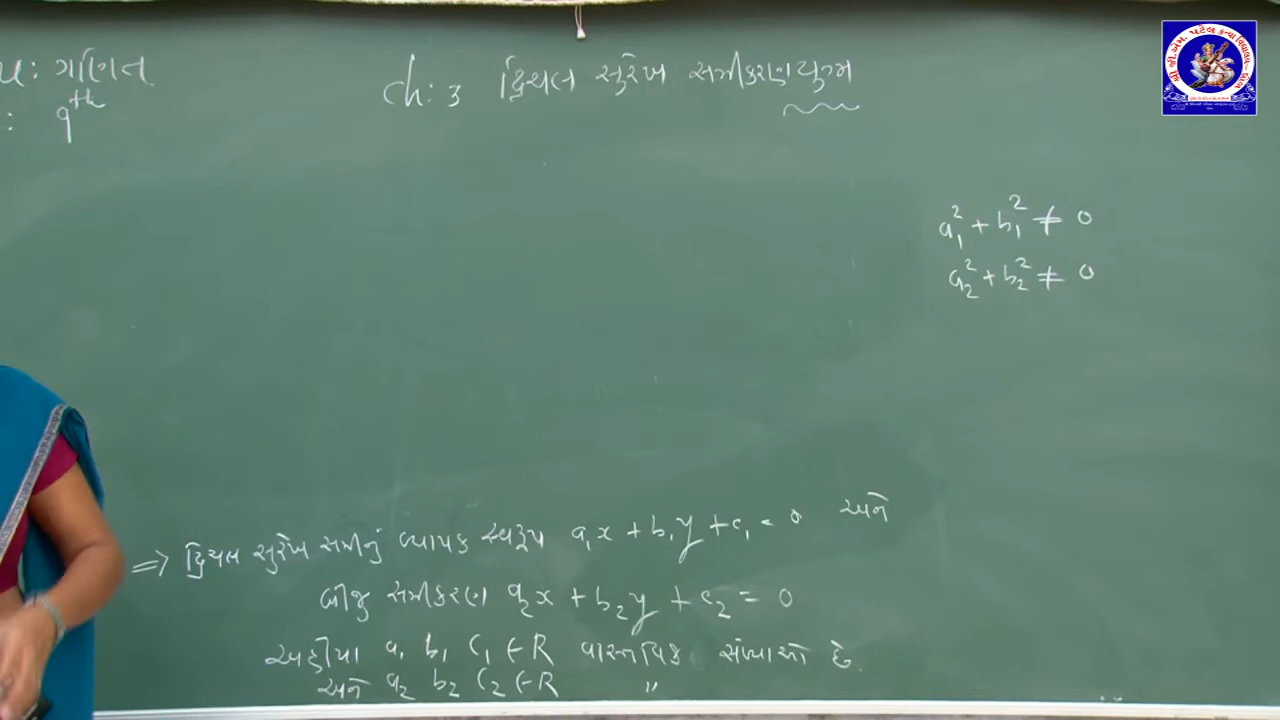 : ગણિત
: 9th
ch: 3 દ્વિચલ સુરેખ સમીકરણયુગ્મ
a₁² + b₁² ≠ 0
a₂² + b₂² ≠ 0
⇒ દ્વિચલ સુરેખ સમીનું વ્યાપક સ્વરૂપ a₁x + b₁y + c₁ = 0 અને
બીજુ સમીકરણ a₂x + b₂y + c₂ = 0
અહીયા a₁ b₁ c₁ ∈ R વાસ્તવિક સંખ્યાઓ છે.
અને a₂ b₂ c₂ ∈ R "